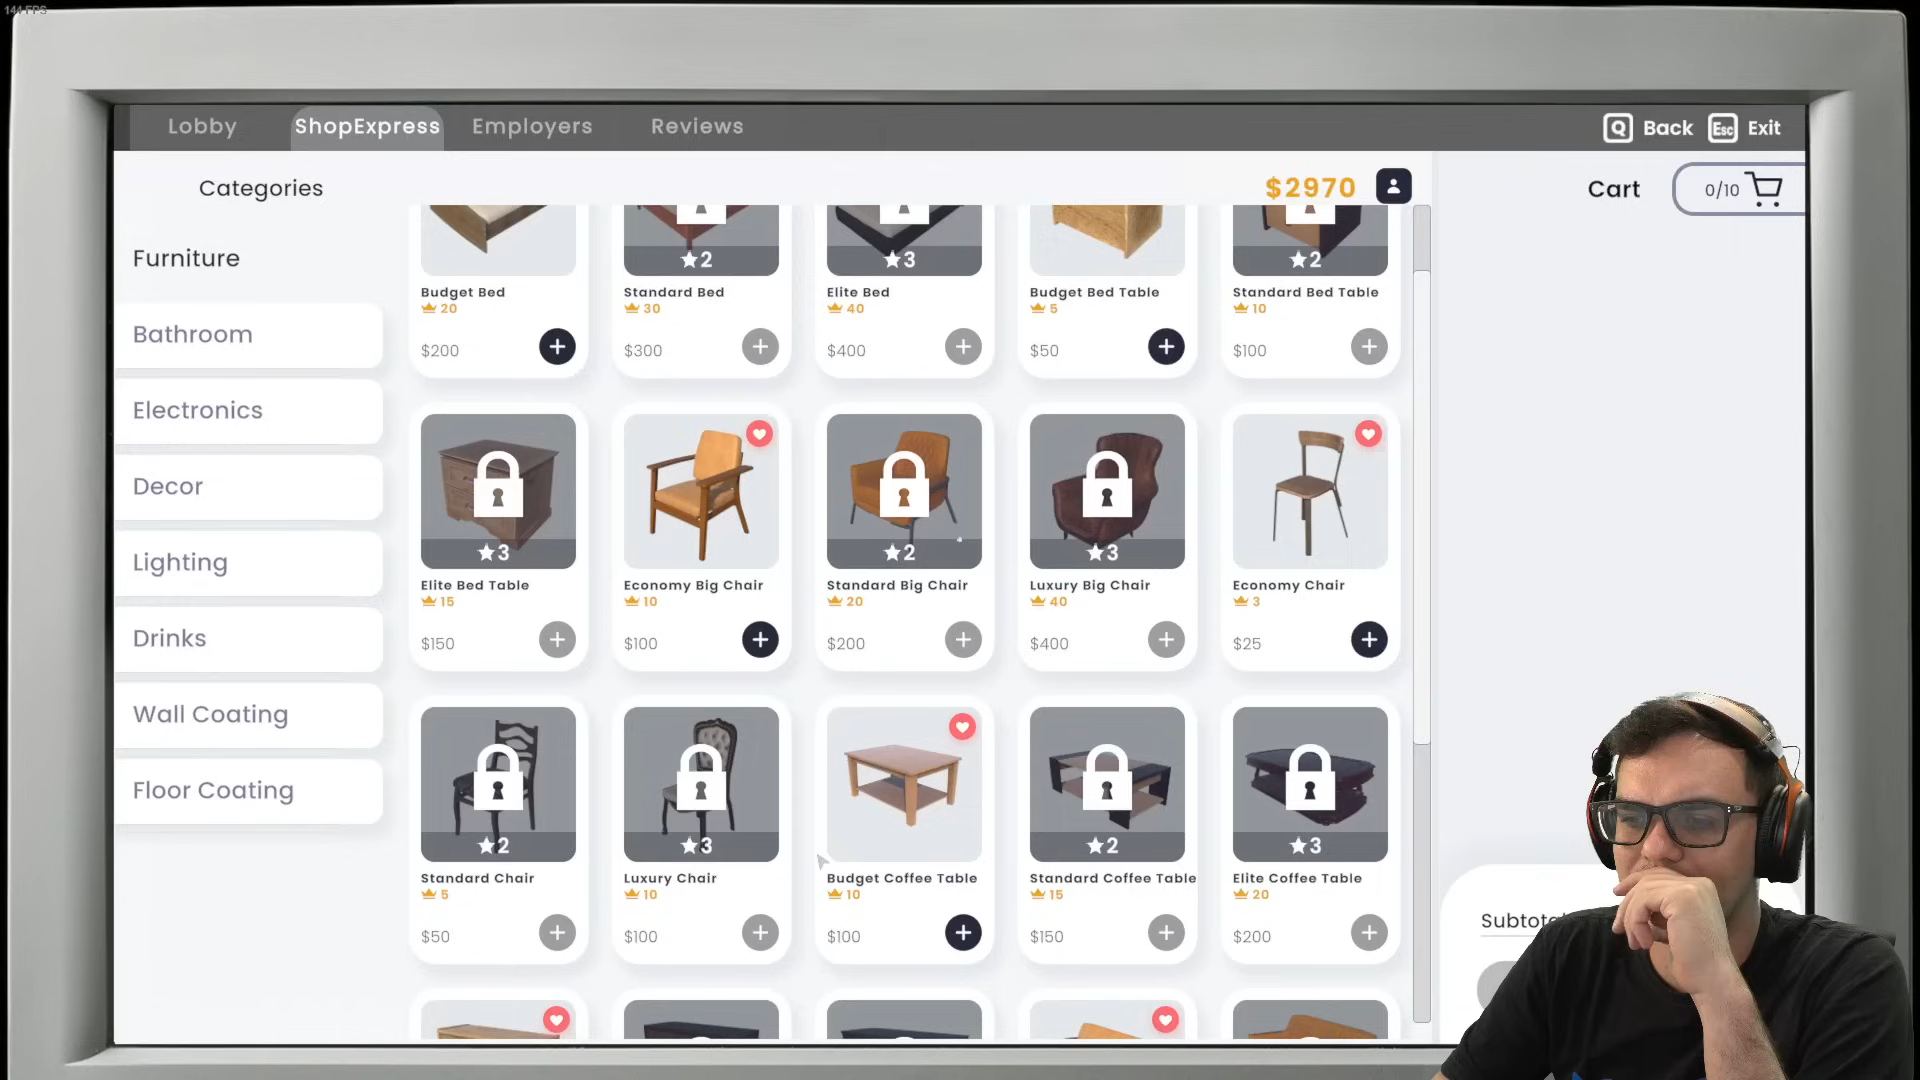 144 FPS
Lobby
ShopExpress
Employers
Reviews
Q Back
Esc Exit
Categories
$2970
Cart
0/10
Furniture
Bathroom
Electronics
Decor
Lighting
Drinks
Wall Coating
Floor Coating
2
3
2
Budget Bed
20
$200
Standard Bed
30
$300
Elite Bed
40
$400
Budget Bed Table
5
$50
Standard Bed Table
10
$100
3
2
3
Elite Bed Table
15
$150
Economy Big Chair
10
$100
Standard Big Chair
20
$200
Luxury Big Chair
40
$400
Economy Chair
3
$25
2
3
2
3
Standard Chair
5
$50
Luxury Chair
10
$100
Budget Coffee Table
10
$100
Standard Coffee Table
15
$150
Elite Coffee Table
20
$200